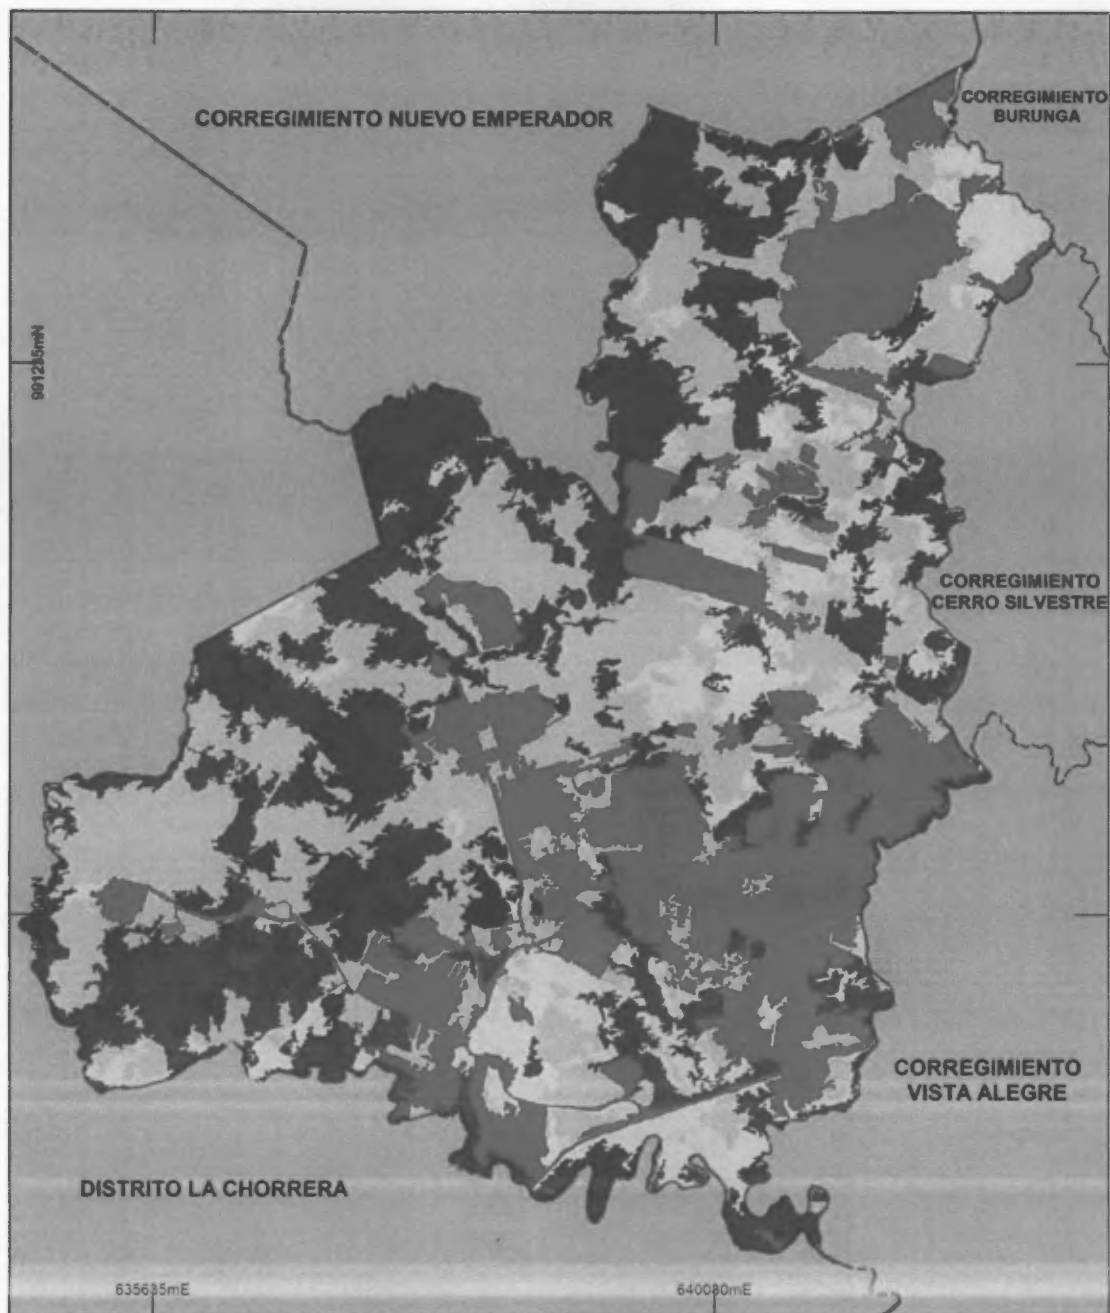 CORREGIMIENTO NUEVO EMPERADOR
CORREGIMIENTO
BURUNGA
991235mN
CORREGIMIENTO
CERRO SILVESTRE
CORREGIMIENTO
VISTA ALEGRE
DISTRITO LA CHORRERA
635635mE
640080mE